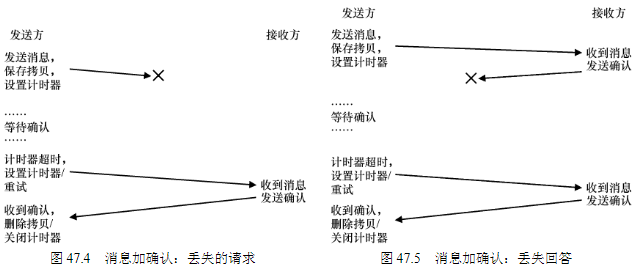 发送方
接收方
发送消息，
保存拷贝，
设置计时器
……
等待确认
……
计时器超时，
设置计时器/
重试
收到消息
发送确认
收到确认，
删除拷贝/
关闭计时器
图 47.4 消息加确认：丢失的请求
发送方
接收方
发送消息，
保存拷贝，
设置计时器
收到消息
发送确认
……
等待确认
……
计时器超时，
设置计时器/
重试
收到消息
发送确认
收到确认，
删除拷贝/
关闭计时器
图 47.5 消息加确认：丢失回答